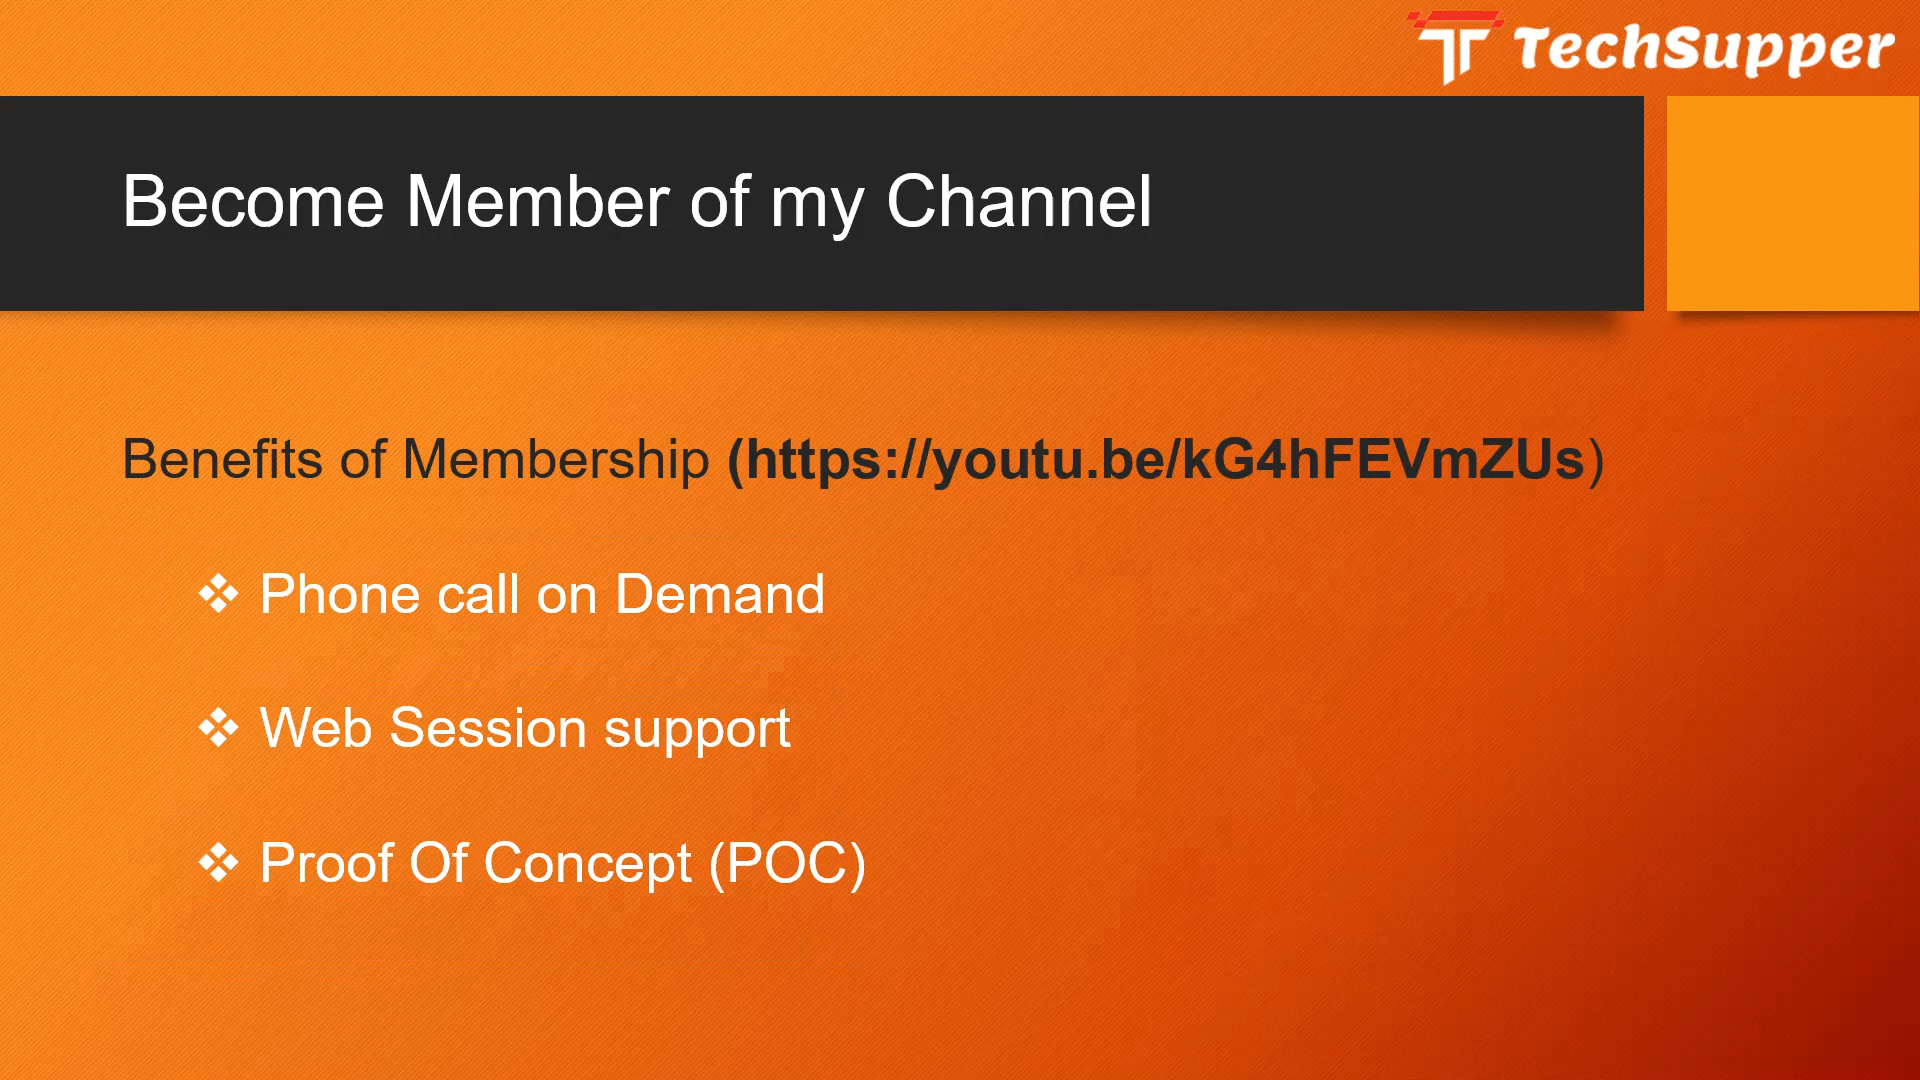 TechSupper
Become Member of my Channel
Benefits of Membership (https://youtu.be/kG4hFEVmZUs)
❖ Phone call on Demand
❖ Web Session support
❖ Proof Of Concept (POC)